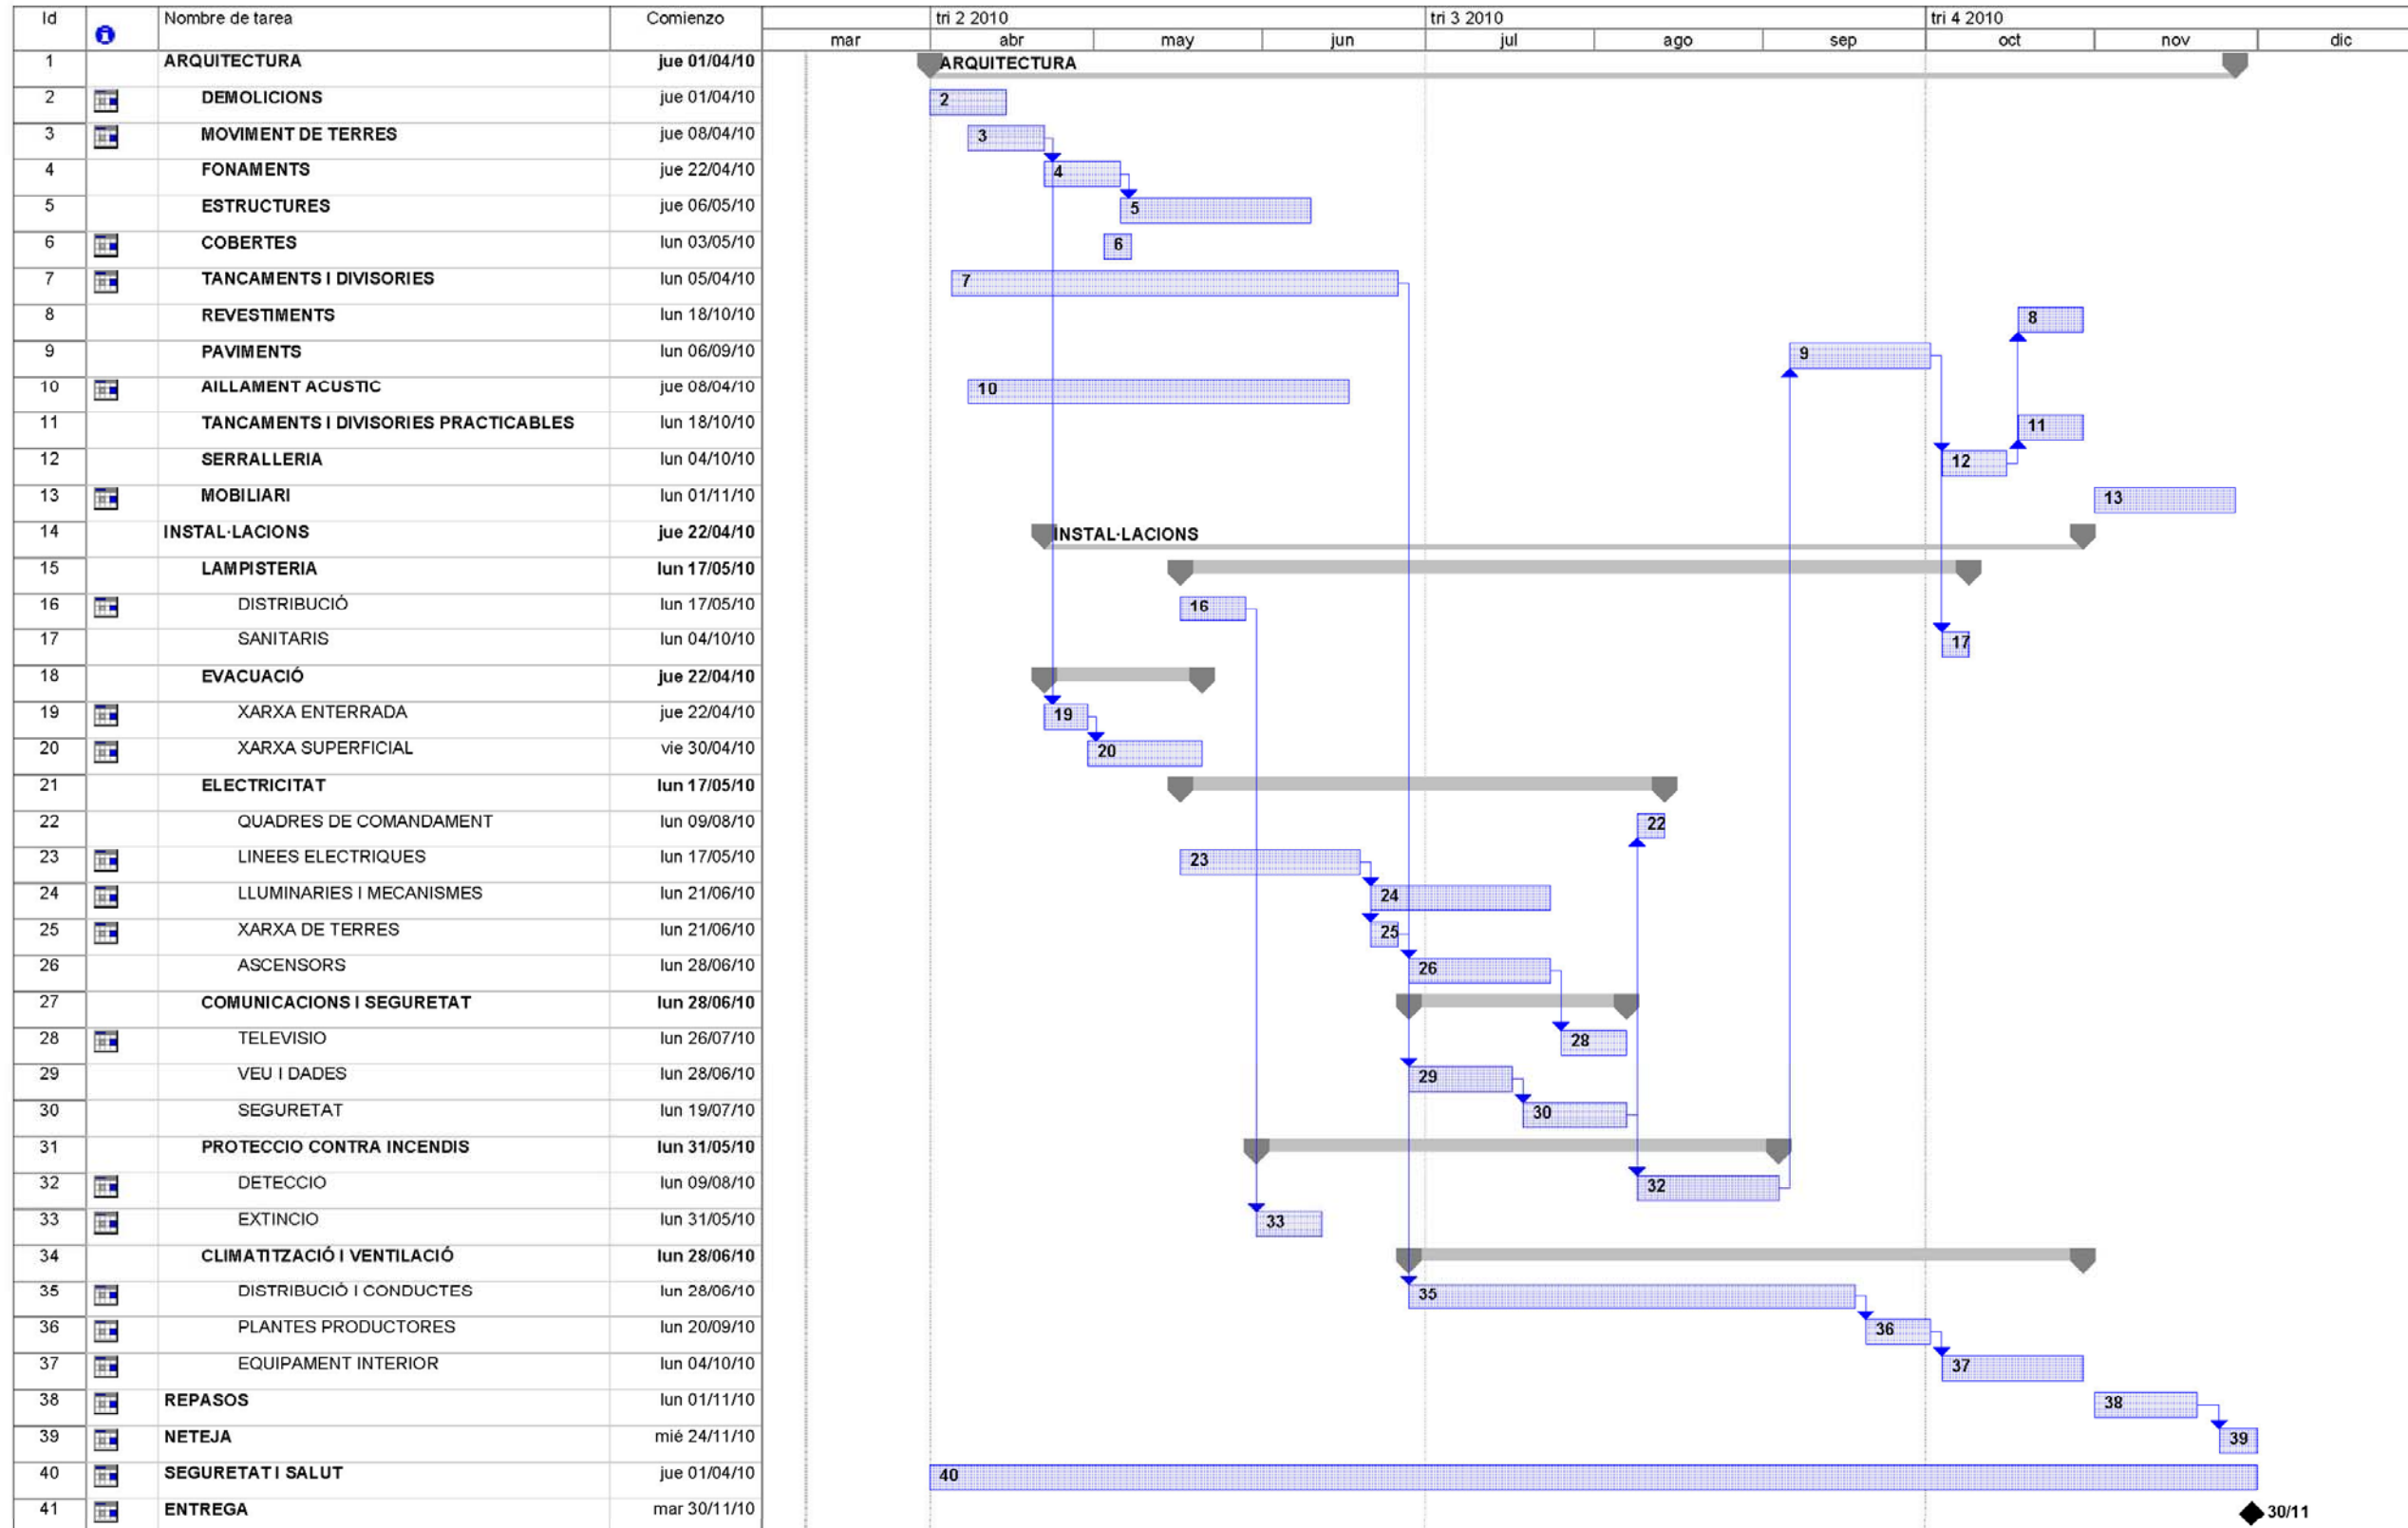 Id Nombre de tarea Comienzo tri 2 2010 tri 3 2010 tri 4 2010
mar abr may jun jul ago sep oct nov dic
1 ARQUITECTURA jue 01/04/10 ARQUITECTURA
2 DEMOLICIONS jue 01/04/10 2
3 MOVIMENT DE TERRES jue 08/04/10 3
4 FONAMENTS jue 22/04/10 4
5 ESTRUCTURES jue 06/05/10 5
6 COBERTES lun 03/05/10 6
7 TANCAMENTS I DIVISORIES lun 05/04/10 7
8 REVESTIMENTS lun 18/10/10 8
9 PAVIMENTS lun 06/09/10 9
10 AILLAMENT ACUSTIC jue 08/04/10 10
11 TANCAMENTS I DIVISORIES PRACTICABLES lun 18/10/10 11
12 SERRALLERIA lun 04/10/10 12
13 MOBILIARI lun 01/11/10 13
14 INSTAL·LACIONS jue 22/04/10 INSTAL·LACIONS
15 LAMPISTERIA lun 17/05/10
16 DISTRIBUCIÓ lun 17/05/10 16
17 SANITARIS lun 04/10/10 17
18 EVACUACIÓ jue 22/04/10
19 XARXA ENTERRADA jue 22/04/10 19
20 XARXA SUPERFICIAL vie 30/04/10 20
21 ELECTRICITAT lun 17/05/10
22 QUADRES DE COMANDAMENT lun 09/08/10 22
23 LINEES ELECTRIQUES lun 17/05/10 23
24 LLUMINARIES I MECANISMES lun 21/06/10 24
25 XARXA DE TERRES lun 21/06/10 25
26 ASCENSORS lun 28/06/10 26
27 COMUNICACIONS I SEGURETAT lun 28/06/10
28 TELEVISIO lun 26/07/10 28
29 VEU I DADES lun 28/06/10 29
30 SEGURETAT lun 19/07/10 30
31 PROTECCIO CONTRA INCENDIS lun 31/05/10
32 DETECCIO lun 09/08/10 32
33 EXTINCIO lun 31/05/10 33
34 CLIMATITZACIÓ I VENTILACIÓ lun 28/06/10
35 DISTRIBUCIÓ I CONDUCTES lun 28/06/10 35
36 PLANTES PRODUCTORES lun 20/09/10 36
37 EQUIPAMENT INTERIOR lun 04/10/10 37
38 REPASOS lun 01/11/10 38
39 NETEJA mié 24/11/10 39
40 SEGURETAT I SALUT jue 01/04/10 40
41 ENTREGA mar 30/11/10 30/11